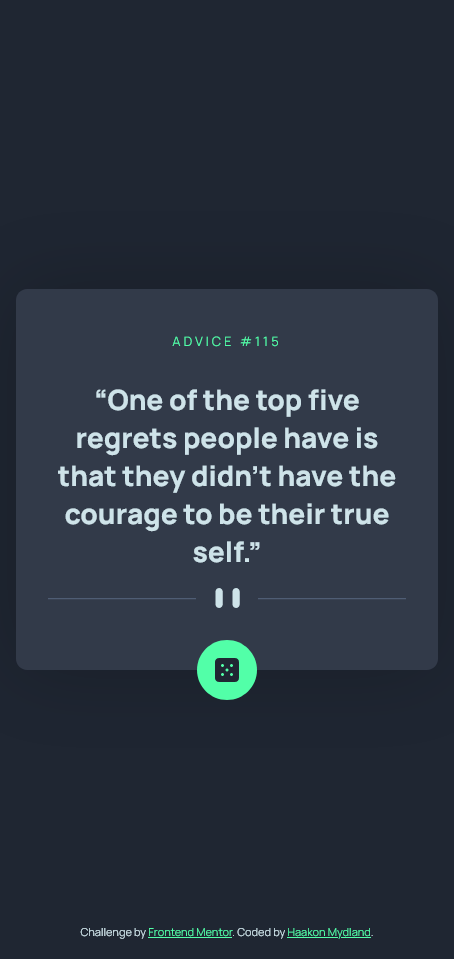 ADVICE #115
“One of the top five
regrets people have is
that they didn’t have the
courage to be their true
self.”
Challenge by Frontend Mentor. Coded by Haakon Mydland.